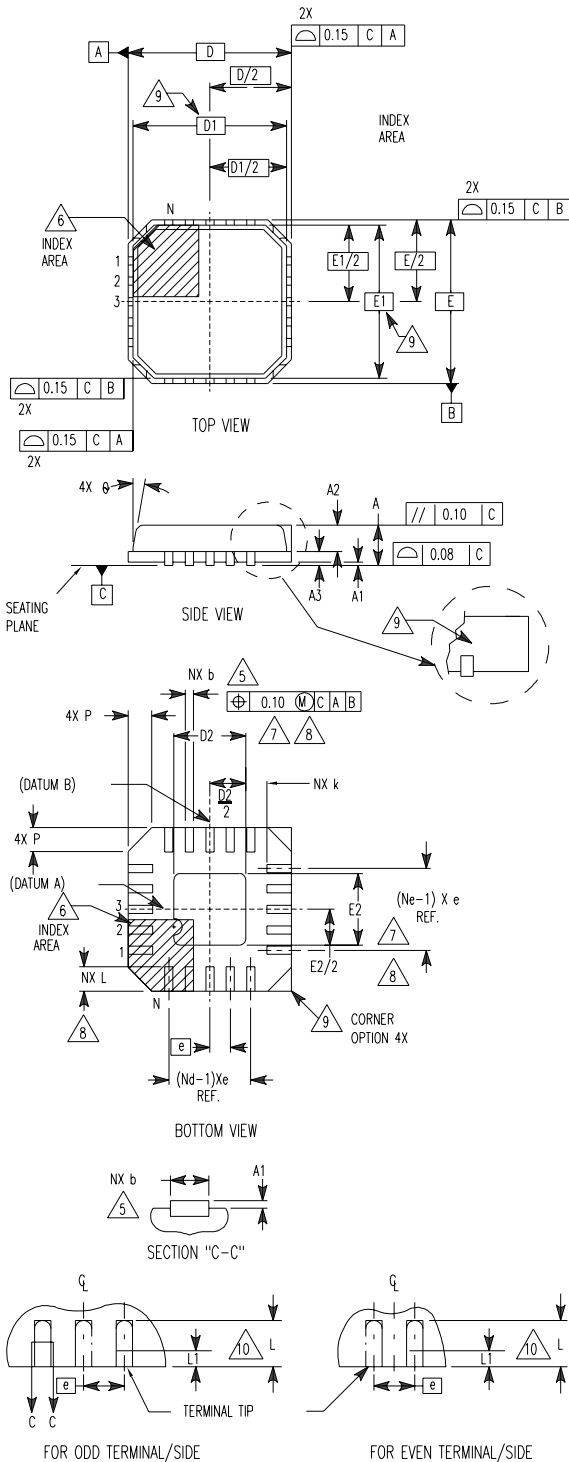 2X
⌓ 0.15 C A
A
D
D/2
9
D1
INDEX
AREA
D1/2
2X
⌓ 0.15 C B
N
6
INDEX
AREA
1
2
3
E1/2
E/2
E1
E
9
⌓ 0.15 C B
2X
B
⌓ 0.15 C A
2X
TOP VIEW
4X θ
A2
A
// 0.10 C
⌓ 0.08 C
A3
A1
C
SEATING
PLANE
SIDE VIEW
9
NX b
5
⌖ 0.10 Ⓜ C A B
4X P
D2
7
8
(DATUM B)
D2
2
NX k
4X P
(DATUM A)
6
INDEX
AREA
3
2
1
E2
(Ne-1) X e
REF.
7
E2/2
8
NX L
8
N
9
CORNER
OPTION 4X
e
(Nd-1)Xe
REF.
BOTTOM VIEW
NX b
A1
5
SECTION "C-C"
℄
℄
L
10
L1
L
10
L1
e
e
TERMINAL TIP
C C
FOR ODD TERMINAL/SIDE
FOR EVEN TERMINAL/SIDE